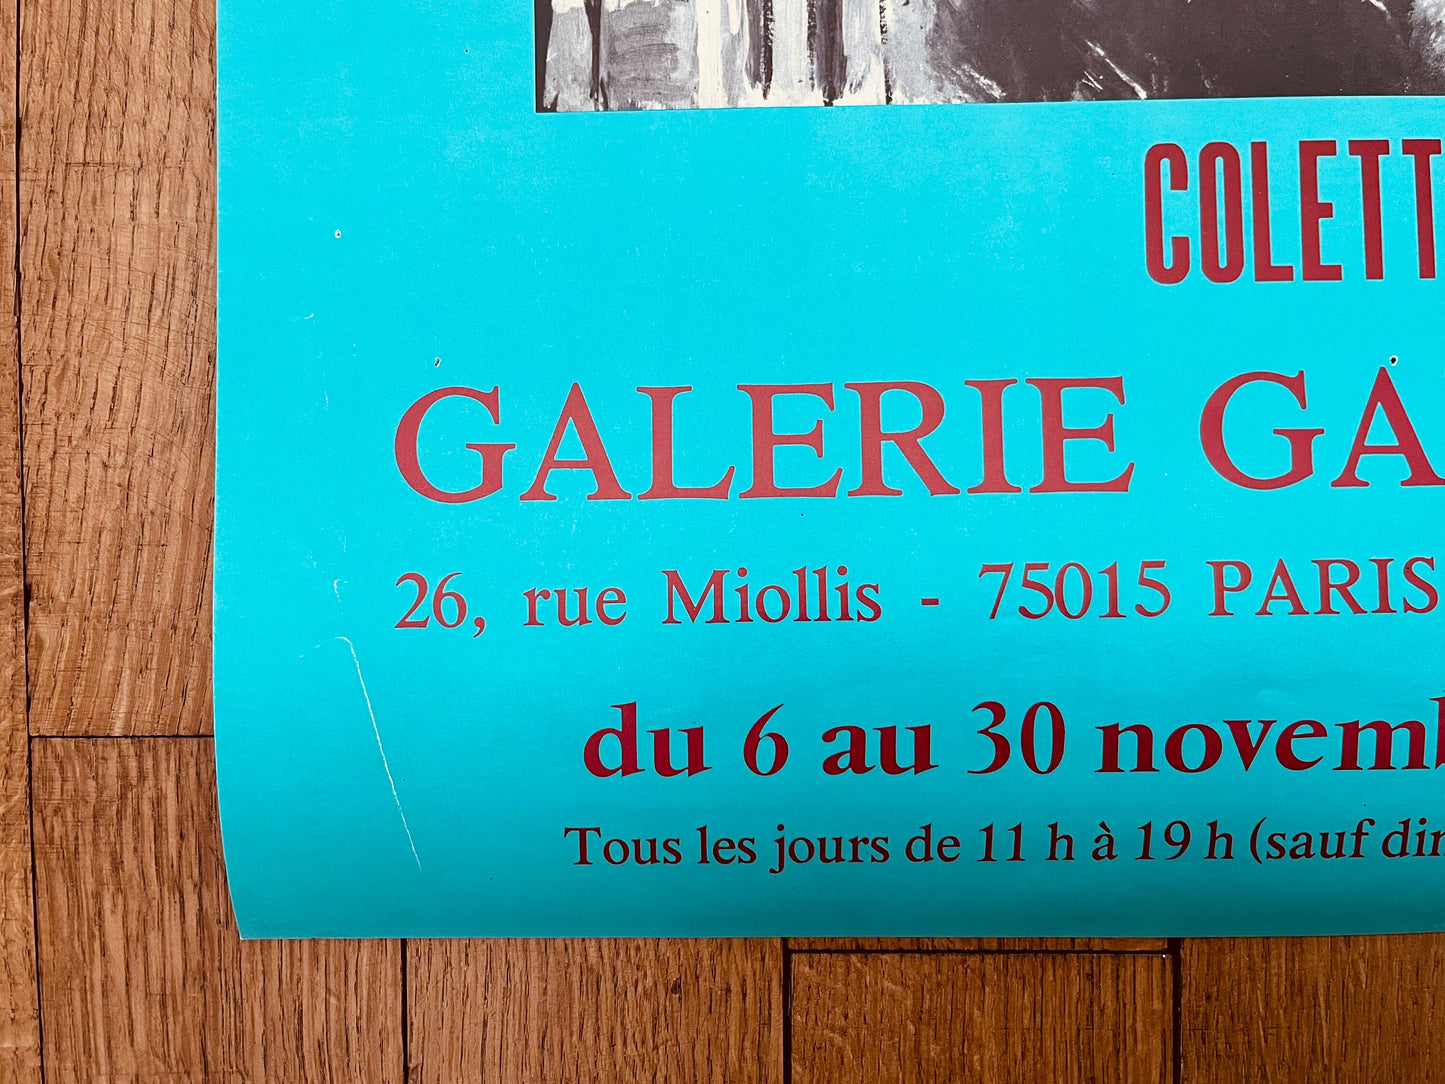 COLETT
GALERIE GA
26, rue Miollis - 75015 PARIS
du 6 au 30 novemb
Tous les jours de 11 h à 19 h (sauf dim